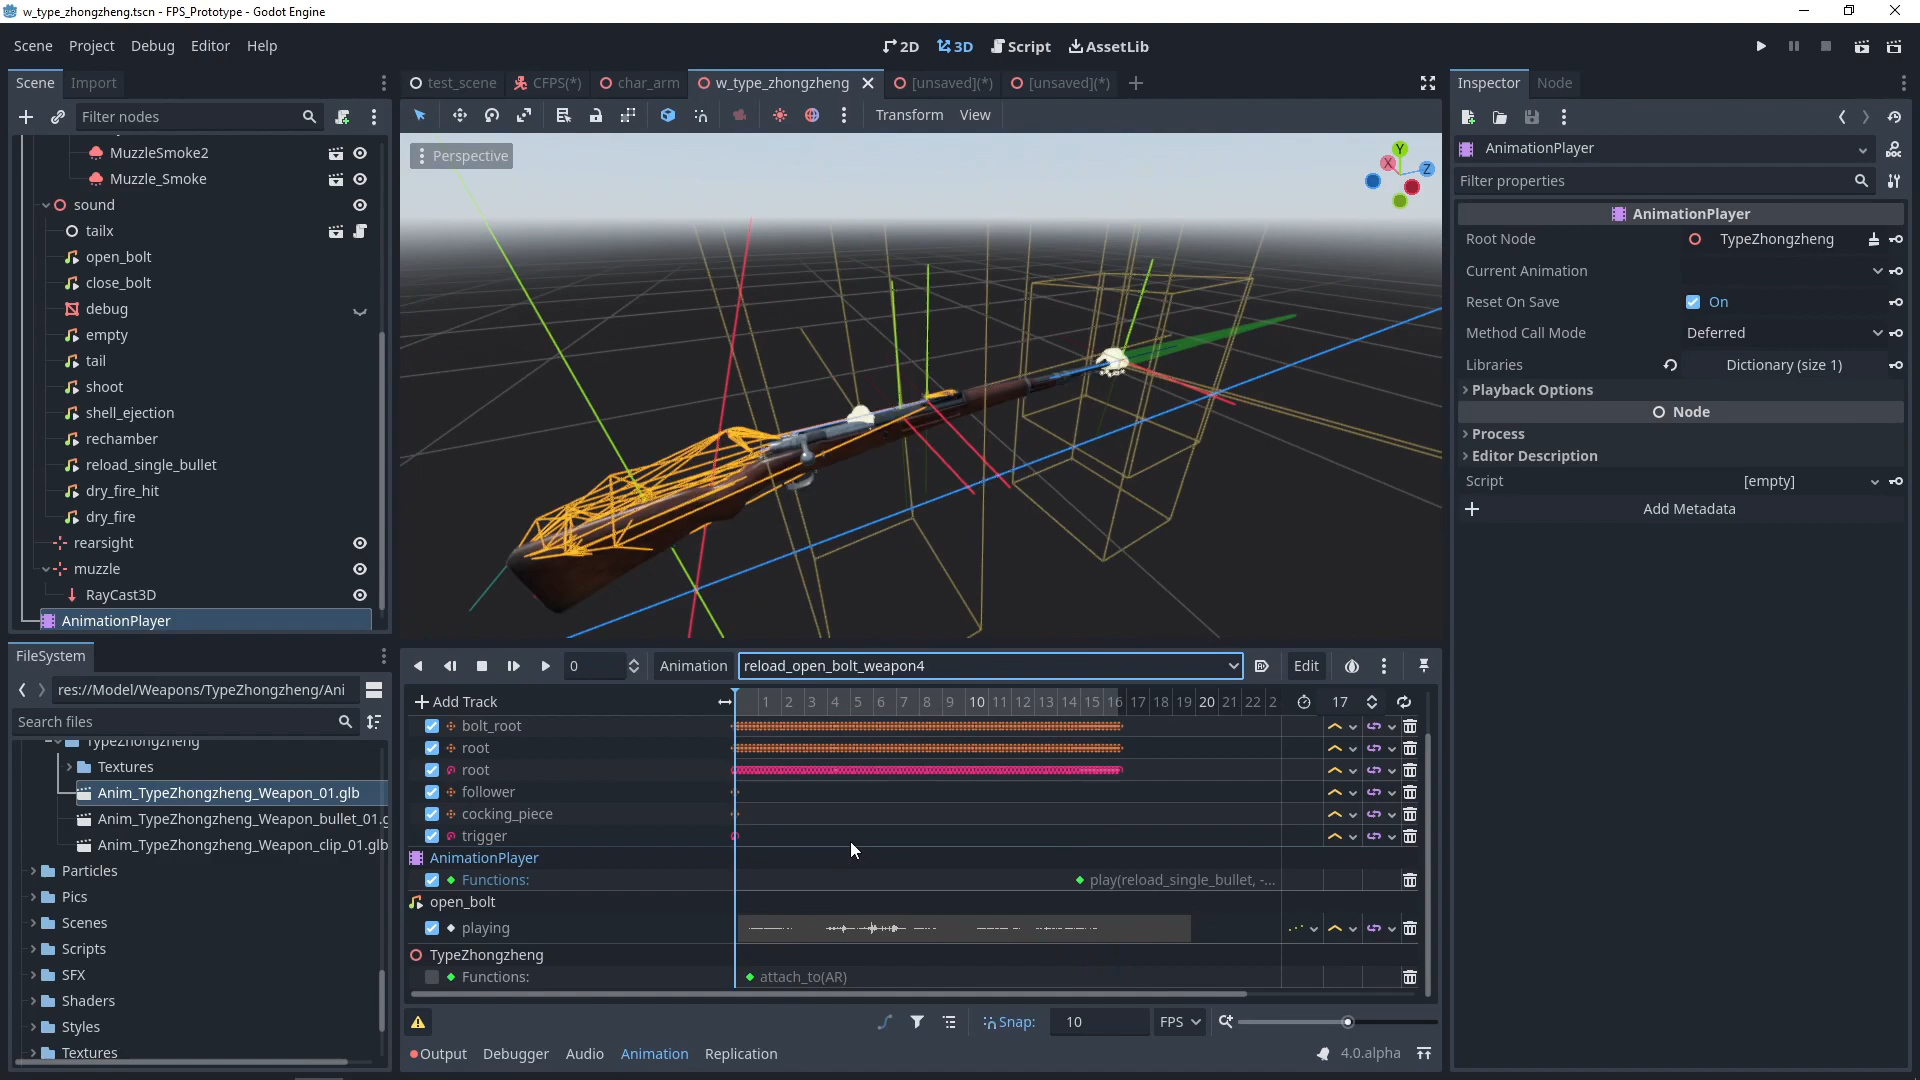 w_type_zhongzheng.tscn - FPS_Prototype - Godot Engine
Scene Project Debug Editor Help
2D 3D Script AssetLib
Scene Import
test_scene CFPS(*) char_arm w_type_zhongzheng [unsaved](*) [unsaved](*)
Inspector Node
Filter nodes
Transform View
MuzzleSmoke2
Muzzle_Smoke
sound
tailx
open_bolt
close_bolt
debug
empty
tail
shoot
shell_ejection
rechamber
reload_single_bullet
dry_fire_hit
dry_fire
rearsight
muzzle
RayCast3D
AnimationPlayer
Perspective
Y
X
Z
AnimationPlayer
Filter properties
AnimationPlayer
Root Node TypeZhongzheng
Current Animation
Reset On Save On
Method Call Mode Deferred
Libraries Dictionary (size 1)
Playback Options
Node
Process
Editor Description
Script [empty]
Add Metadata
FileSystem
res://Model/Weapons/TypeZhongzheng/Ani
Search files
TypeZhongzheng
Textures
Anim_TypeZhongzheng_Weapon_01.glb
Anim_TypeZhongzheng_Weapon_bullet_01.g
Anim_TypeZhongzheng_Weapon_clip_01.glb
Particles
Pics
Scenes
Scripts
SFX
Shaders
Styles
Textures
0 Animation reload_open_bolt_weapon4 Edit
Add Track 1 2 3 4 5 6 7 8 9 10 11 12 13 14 15 16 17 18 19 20 21 22 2 17
bolt_root
root
root
follower
cocking_piece
trigger
AnimationPlayer
Functions: play(reload_single_bullet, -...
open_bolt
playing
TypeZhongzheng
Functions: attach_to(AR)
Snap: 10 FPS
Output Debugger Audio Animation Replication 4.0.alpha